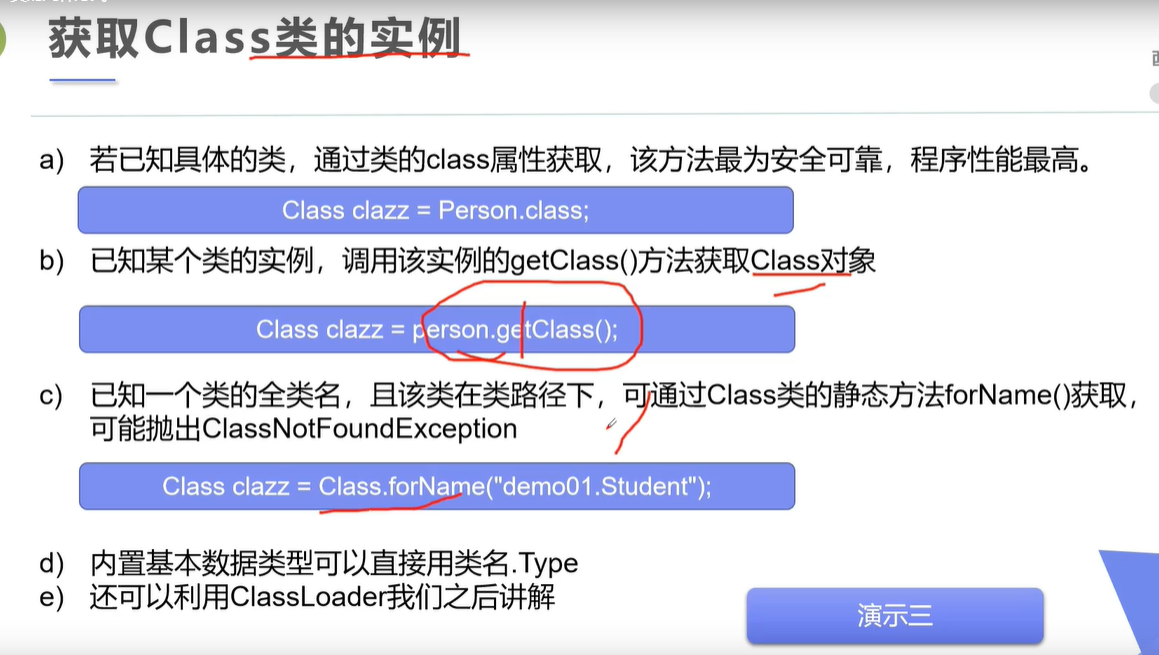 获取Class类的实例
a) 若已知具体的类，通过类的class属性获取，该方法最为安全可靠，程序性能最高。
Class clazz = Person.class;
b) 已知某个类的实例，调用该实例的getClass()方法获取Class对象
Class clazz = person.getClass();
c) 已知一个类的全类名，且该类在类路径下，可通过Class类的静态方法forName()获取，
可能抛出ClassNotFoundException
Class clazz = Class.forName("demo01.Student");
d) 内置基本数据类型可以直接用类名.Type
e) 还可以利用ClassLoader我们之后讲解
演示三